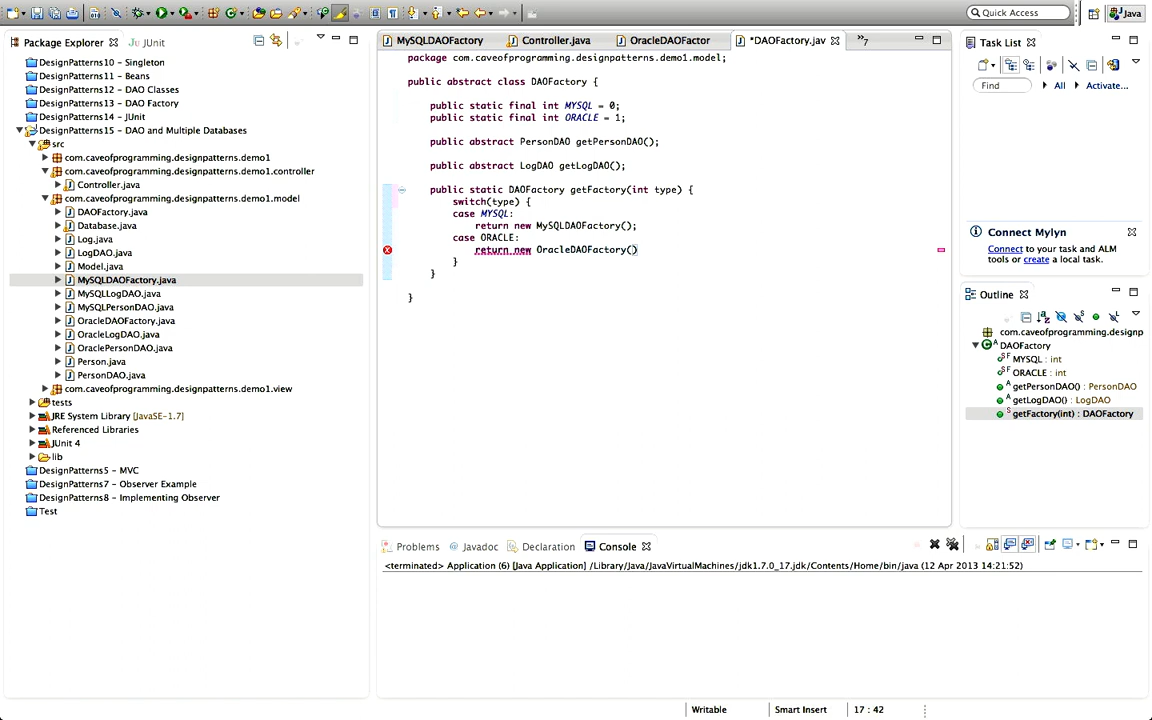 Quick Access
Java
Package Explorer
JUnit
DesignPatterns10 - Singleton
DesignPatterns11 - Beans
DesignPatterns12 - DAO Classes
DesignPatterns13 - DAO Factory
DesignPatterns14 - JUnit
DesignPatterns15 - DAO and Multiple Databases
src
com.caveofprogramming.designpatterns.demo1
com.caveofprogramming.designpatterns.demo1.controller
Controller.java
com.caveofprogramming.designpatterns.demo1.model
DAOFactory.java
Database.java
Log.java
LogDAO.java
Model.java
MySQLDAOFactory.java
MySQLLogDAO.java
MySQLPersonDAO.java
OracleDAOFactory.java
OracleLogDAO.java
OraclePersonDAO.java
Person.java
PersonDAO.java
com.caveofprogramming.designpatterns.demo1.view
tests
JRE System Library [JavaSE-1.7]
Referenced Libraries
JUnit 4
lib
DesignPatterns5 - MVC
DesignPatterns7 - Observer Example
DesignPatterns8 - Implementing Observer
Test
MySQLDAOFactory
Controller.java
OracleDAOFactor
*DAOFactory.jav
»7
package com.caveofprogramming.designpatterns.demo1.model;
public abstract class DAOFactory {
public static final int MYSQL = 0;
public static final int ORACLE = 1;
public abstract PersonDAO getPersonDAO();
public abstract LogDAO getLogDAO();
public static DAOFactory getFactory(int type) {
switch(type) {
case MYSQL:
return new MySQLDAOFactory();
case ORACLE:
return new OracleDAOFactory()
}
}
}
Task List
Find
All
Activate...
Connect Mylyn
Connect to your task and ALM
tools or create a local task.
Outline
com.caveofprogramming.designp
DAOFactory
MYSQL : int
ORACLE : int
getPersonDAO() : PersonDAO
getLogDAO() : LogDAO
getFactory(int) : DAOFactory
Problems
Javadoc
Declaration
Console
<terminated> Application (6) [Java Application] /Library/Java/JavaVirtualMachines/jdk1.7.0_17.jdk/Contents/Home/bin/java (12 Apr 2013 14:21:52)
Writable
Smart Insert
17 : 42